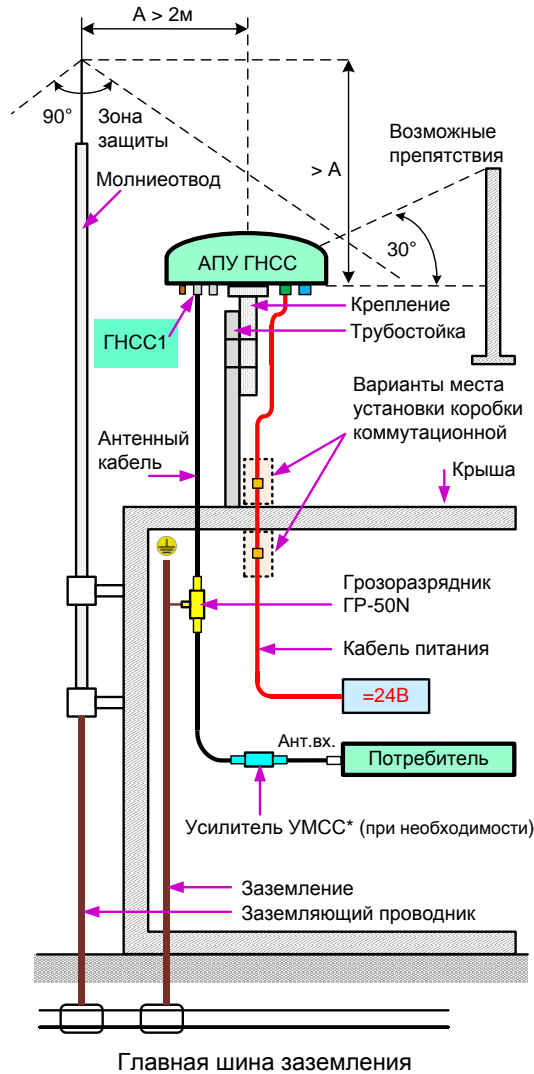 А > 2м
90°
Зона
защиты
Возможные
препятствия
Молниеотвод
> А
30°
АПУ ГНСС
ГНСС1
Крепление
Трубостойка
Варианты места
установки коробки
коммутационной
Антенный
кабель
Крыша
Грозоразрядник
ГР-50N
Кабель питания
=24В
Ант.вх.
Потребитель
Усилитель УМСС* (при необходимости)
Заземление
Заземляющий проводник
Главная шина заземления